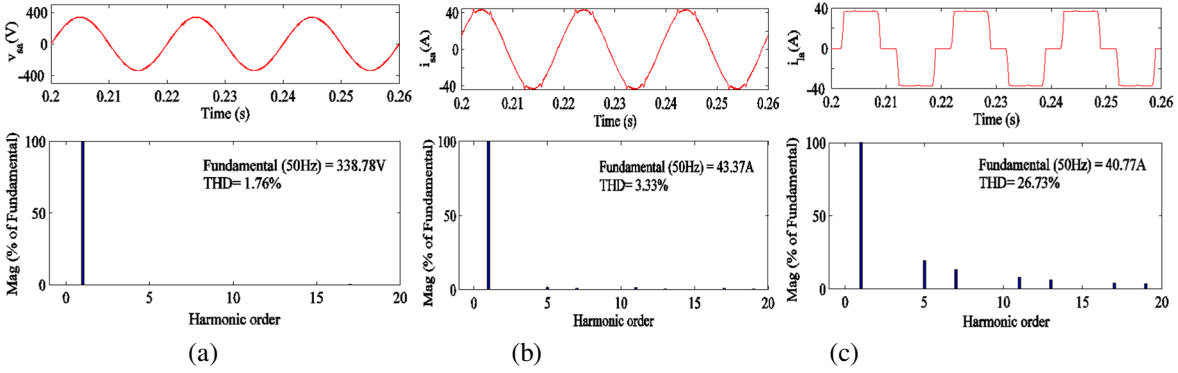 v_sa(V)
400
0
-400
0.2 0.21 0.22 0.23 0.24 0.25 0.26
Time (s)
Mag (% of Fundamental)
100
50
0
Fundamental (50Hz) = 338.78V
THD= 1.76%
0 5 10 15 20
Harmonic order
(a)
i_sa(A)
40
0
-40
0.2 0.21 0.22 0.23 0.24 0.25 0.26
Time (s)
Mag (% of Fundamental)
100
50
0
Fundamental (50Hz) = 43.37A
THD= 3.33%
0 5 10 15 20
Harmonic order
(b)
i_la(A)
40
0
40
0.2 0.21 0.22 0.23 0.24 0.25 0.26
Time (s)
Mag (% of Fundamental)
100
50
0
Fundamental (50Hz) = 40.77A
THD= 26.73%
0 5 10 15 20
Harmonic order
(c)